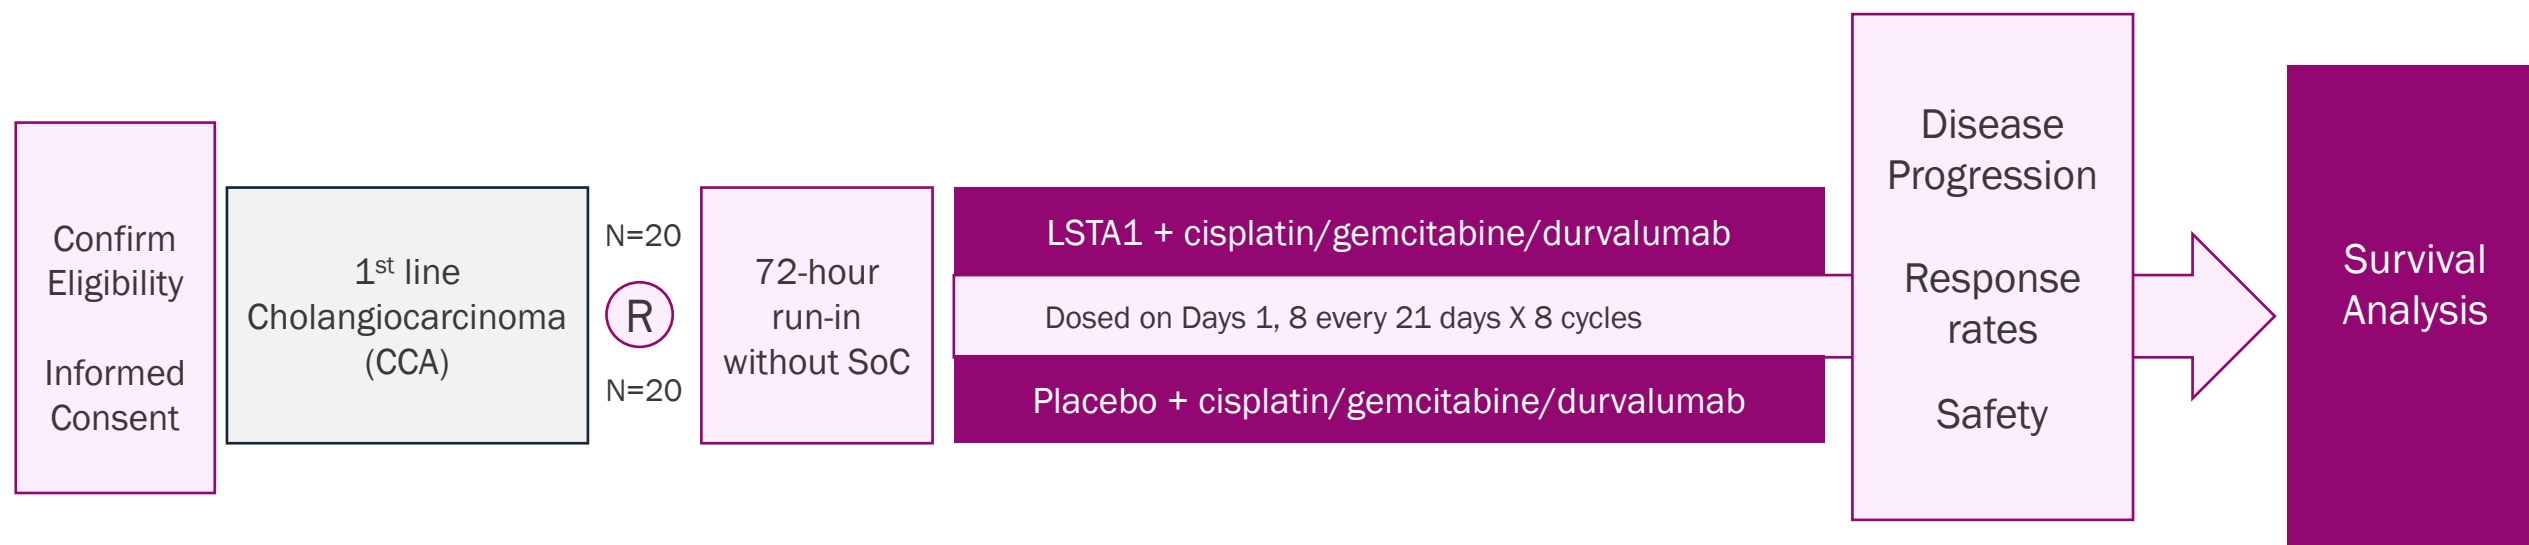 Confirm
Eligibility
Informed
Consent
1st line
Cholangiocarcinoma
(CCA)
N=20
R
N=20
72-hour
run-in
without SoC
LSTA1 + cisplatin/gemcitabine/durvalumab
Dosed on Days 1, 8 every 21 days X 8 cycles
Placebo + cisplatin/gemcitabine/durvalumab
Disease
Progression
Response
rates
Safety
Survival
Analysis